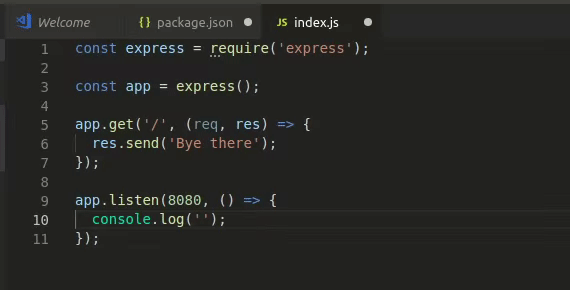 Welcome { } package.json JS index.js
1 const express = require('express');
2
3 const app = express();
4
5 app.get('/', (req, res) => {
6 res.send('Bye there');
7 });
8
9 app.listen(8080, () => {
10 console.log('');
11 });